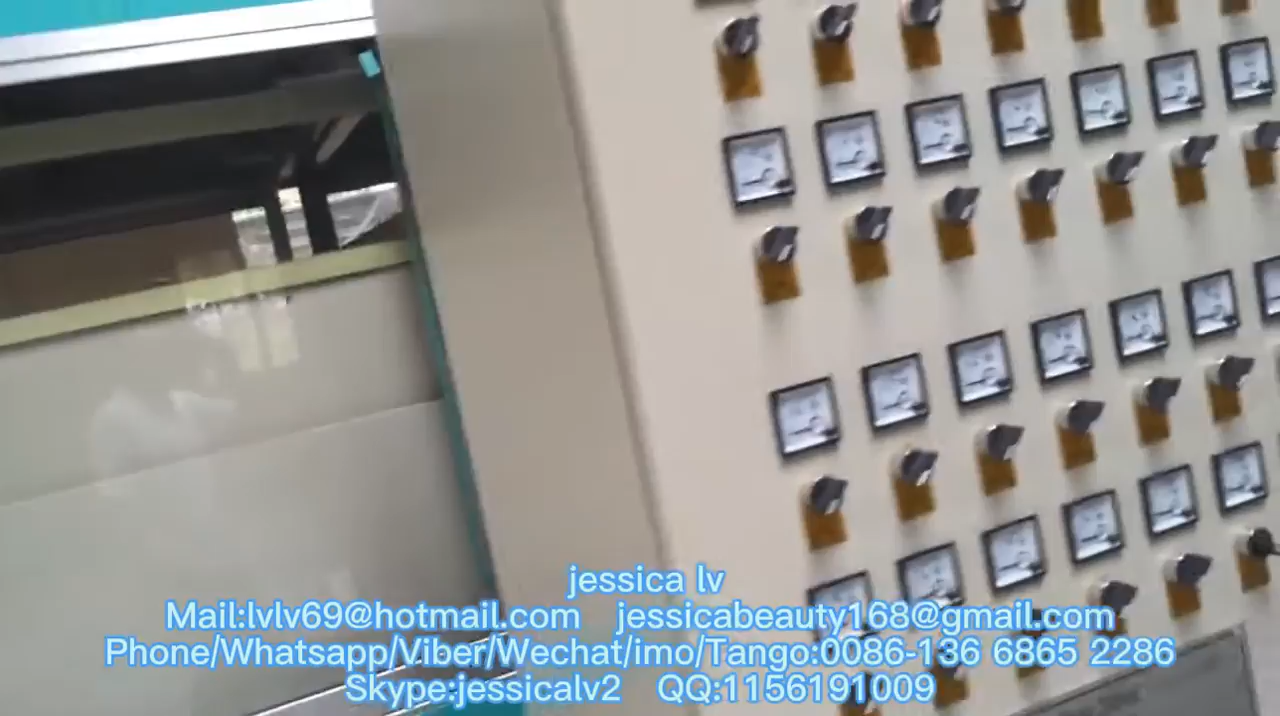 jessica lv
Mail:lvlv69@hotmail.com jessicabeauty168@gmail.com
Phone/Whatsapp/Viber/Wechat/imo/Tango:0086-136 6865 2286
Skype:jessicalv2 QQ:1156191009